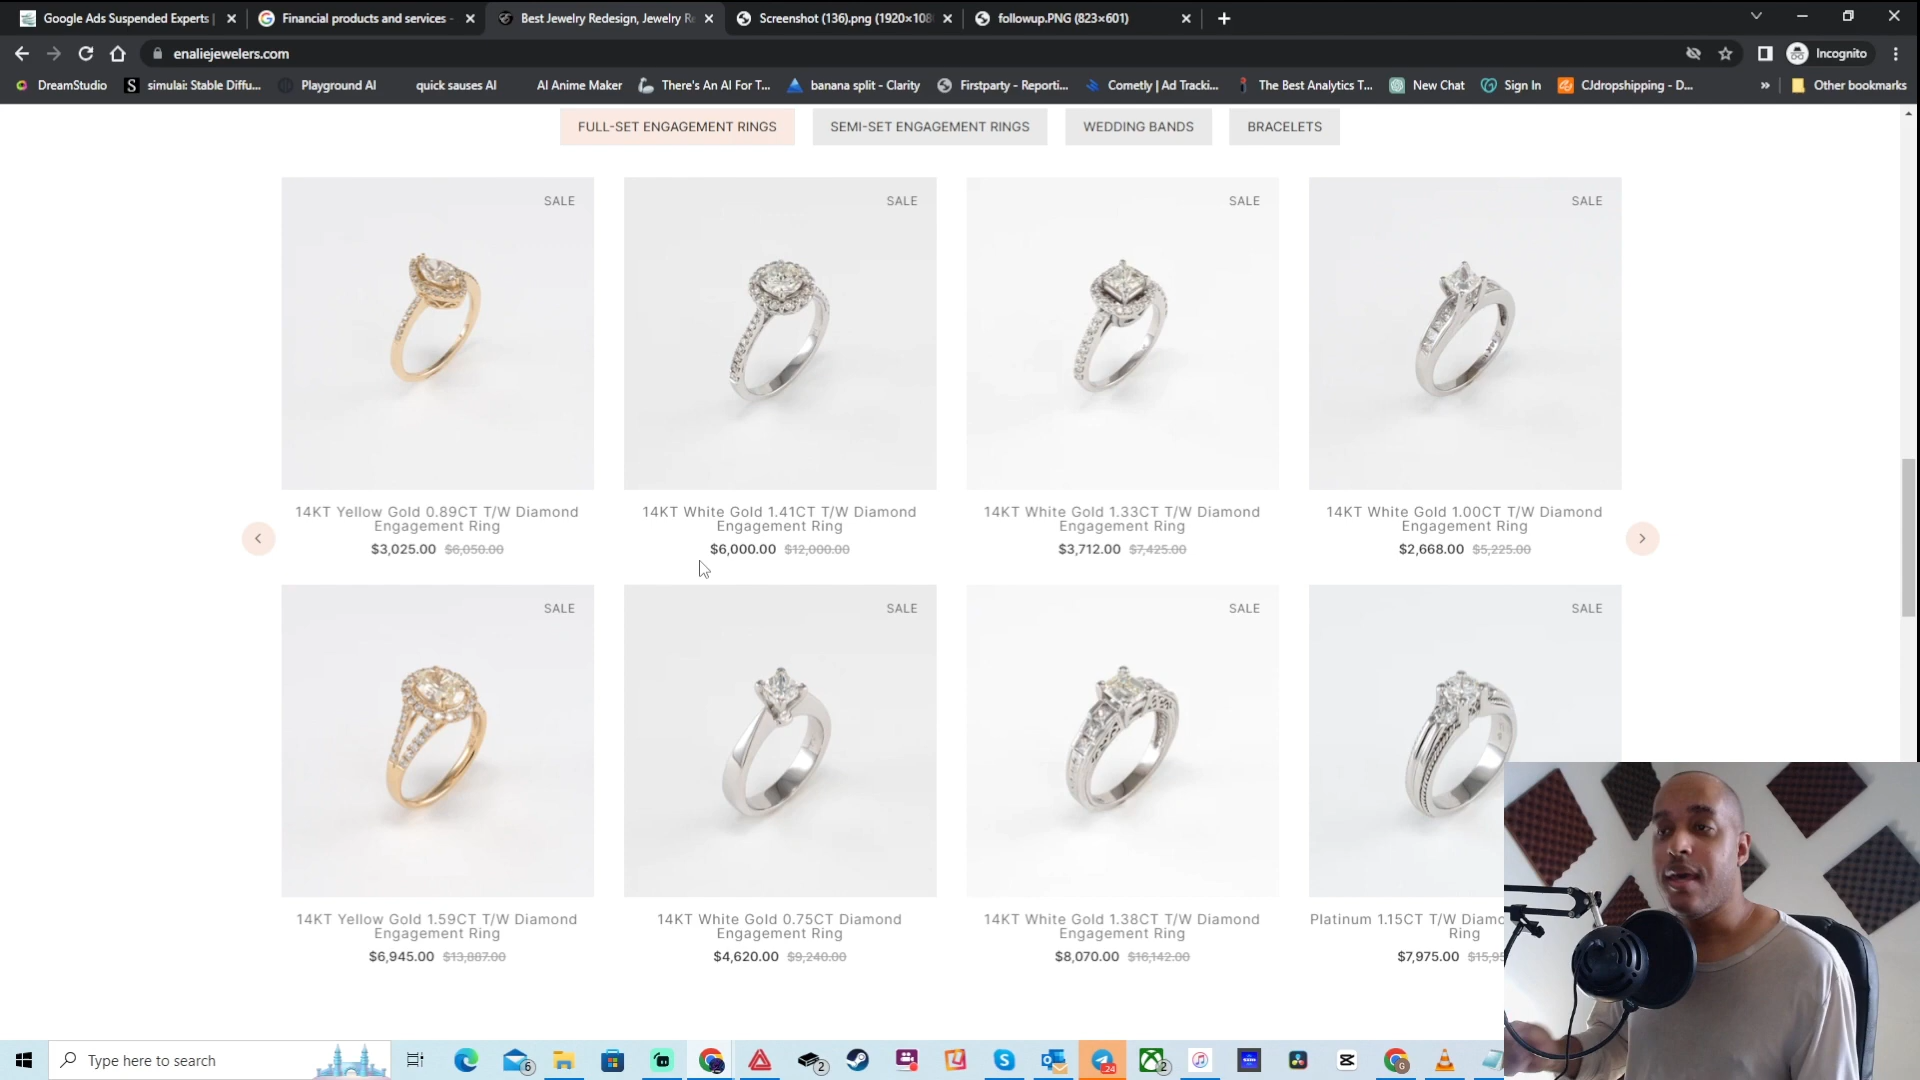 Google Ads Suspended Experts |
Financial products and services -
Best Jewelry Redesign, Jewelry Re
Screenshot (136).png (1920×108
followup.PNG (823×601)
enaliejewelers.com
Incognito
DreamStudio
simulai: Stable Diffu...
Playground AI
quick sauses AI
AI Anime Maker
There's An AI For T...
banana split - Clarity
Firstparty - Reporti...
Cometly | Ad Tracki...
The Best Analytics T...
New Chat
Sign In
CJdropshipping - D...
Other bookmarks
FULL-SET ENGAGEMENT RINGS
SEMI-SET ENGAGEMENT RINGS
WEDDING BANDS
BRACELETS
SALE
SALE
SALE
SALE
14KT Yellow Gold 0.89CT T/W Diamond
Engagement Ring
$3,025.00 $6,050.00
14KT White Gold 1.41CT T/W Diamond
Engagement Ring
$6,000.00 $12,000.00
14KT White Gold 1.33CT T/W Diamond
Engagement Ring
$3,712.00 $7,425.00
14KT White Gold 1.00CT T/W Diamond
Engagement Ring
$2,668.00 $5,225.00
SALE
SALE
SALE
SALE
14KT Yellow Gold 1.59CT T/W Diamond
Engagement Ring
$6,945.00 $13,887.00
14KT White Gold 0.75CT Diamond
Engagement Ring
$4,620.00 $9,240.00
14KT White Gold 1.38CT T/W Diamond
Engagement Ring
$8,070.00 $16,142.00
Platinum 1.15CT T/W Diamo
Ring
$7,975.00 $15,95
Type here to search
6
2
24
2